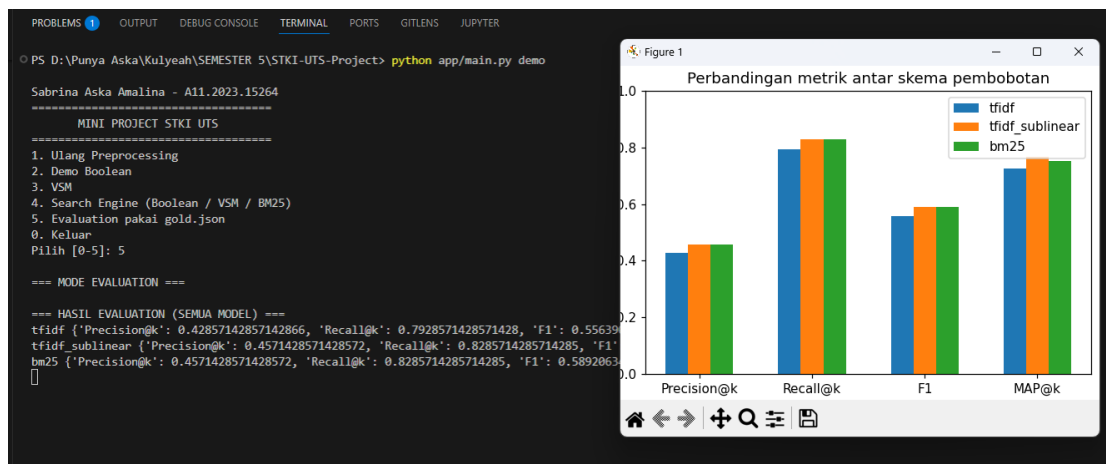 PROBLEMS 1 OUTPUT DEBUG CONSOLE TERMINAL PORTS GITLENS JUPYTER
PS D:\Punya Aska\Kulyeah\SEMESTER 5\STKI-UTS-Project> python app/main.py demo
Sabrina Aska Amalina - A11.2023.15264
===================================
MINI PROJECT STKI UTS
===================================
1. Ulang Preprocessing
2. Demo Boolean
3. VSM
4. Search Engine (Boolean / VSM / BM25)
5. Evaluation pakai gold.json
0. Keluar
Pilih [0-5]: 5
=== MODE EVALUATION ===
=== HASIL EVALUATION (SEMUA MODEL) ===
tfidf {'Precision@k': 0.42857142857142866, 'Recall@k': 0.7928571428571428, 'F1': 0.55639
tfidf_sublinear {'Precision@k': 0.4571428571428572, 'Recall@k': 0.8285714285714285, 'F1'
bm25 {'Precision@k': 0.4571428571428572, 'Recall@k': 0.8285714285714285, 'F1': 0.5892063
Figure 1
Perbandingan metrik antar skema pembobotan
1.0
0.8
0.6
0.4
0.2
0.0
tfidf
tfidf_sublinear
bm25
Precision@k Recall@k F1 MAP@k